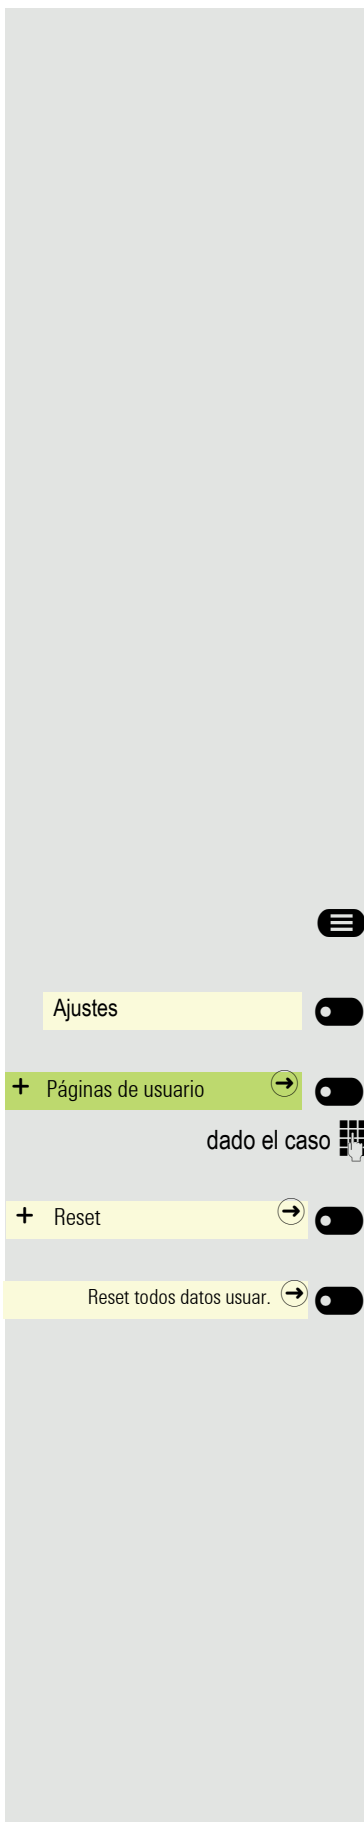 Ajustes
+ Páginas de usuario
dado el caso
+ Reset
Reset todos datos usuar.